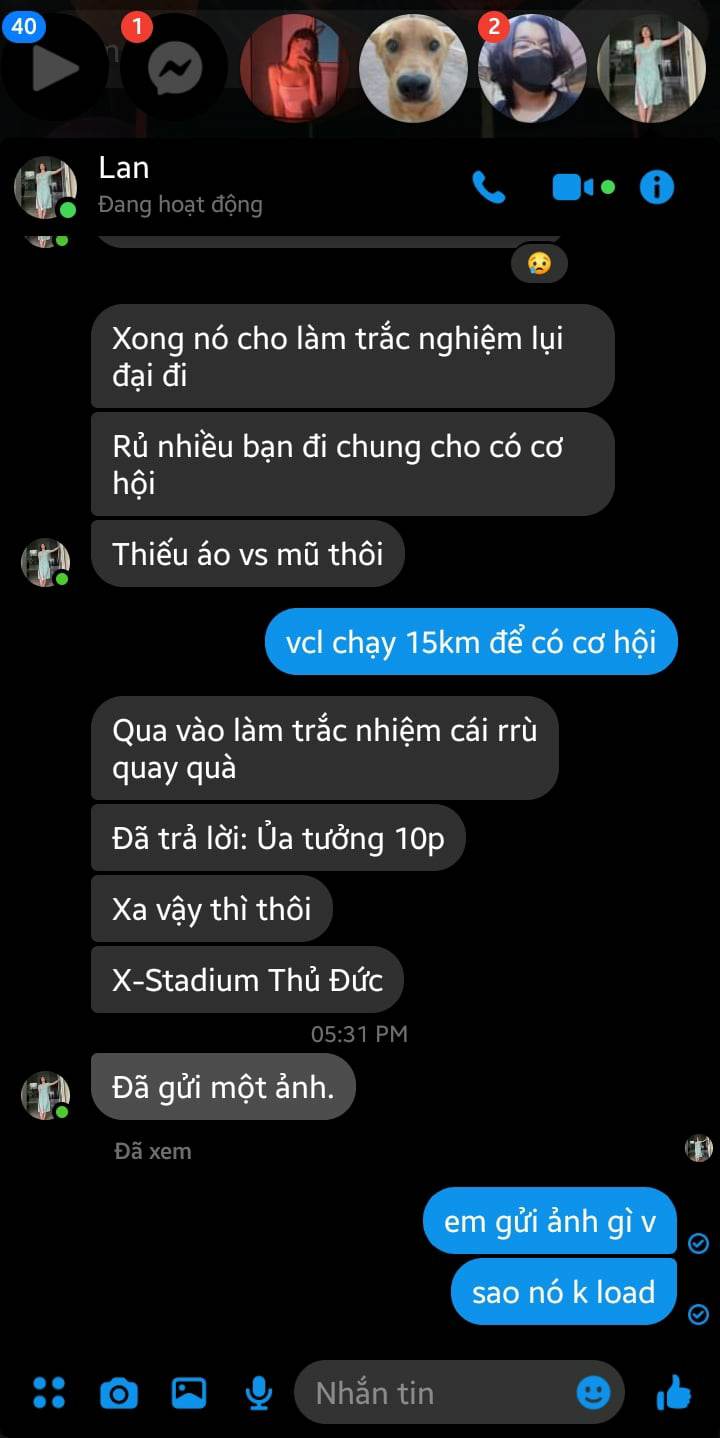 40
1
2
Lan
Đang hoạt động
Xong nó cho làm trắc nghiệm lụi
đại đi
Rủ nhiều bạn đi chung cho có cơ
hội
Thiếu áo vs mũ thôi
vcl chạy 15km để có cơ hội
Qua vào làm trắc nhiệm cái rrù
quay quà
Đã trả lời: Ủa tưởng 10p
Xa vậy thì thôi
X-Stadium Thủ Đức
05:31 PM
Đã gửi một ảnh.
Đã xem
em gửi ảnh gì v
sao nó k load
Nhắn tin